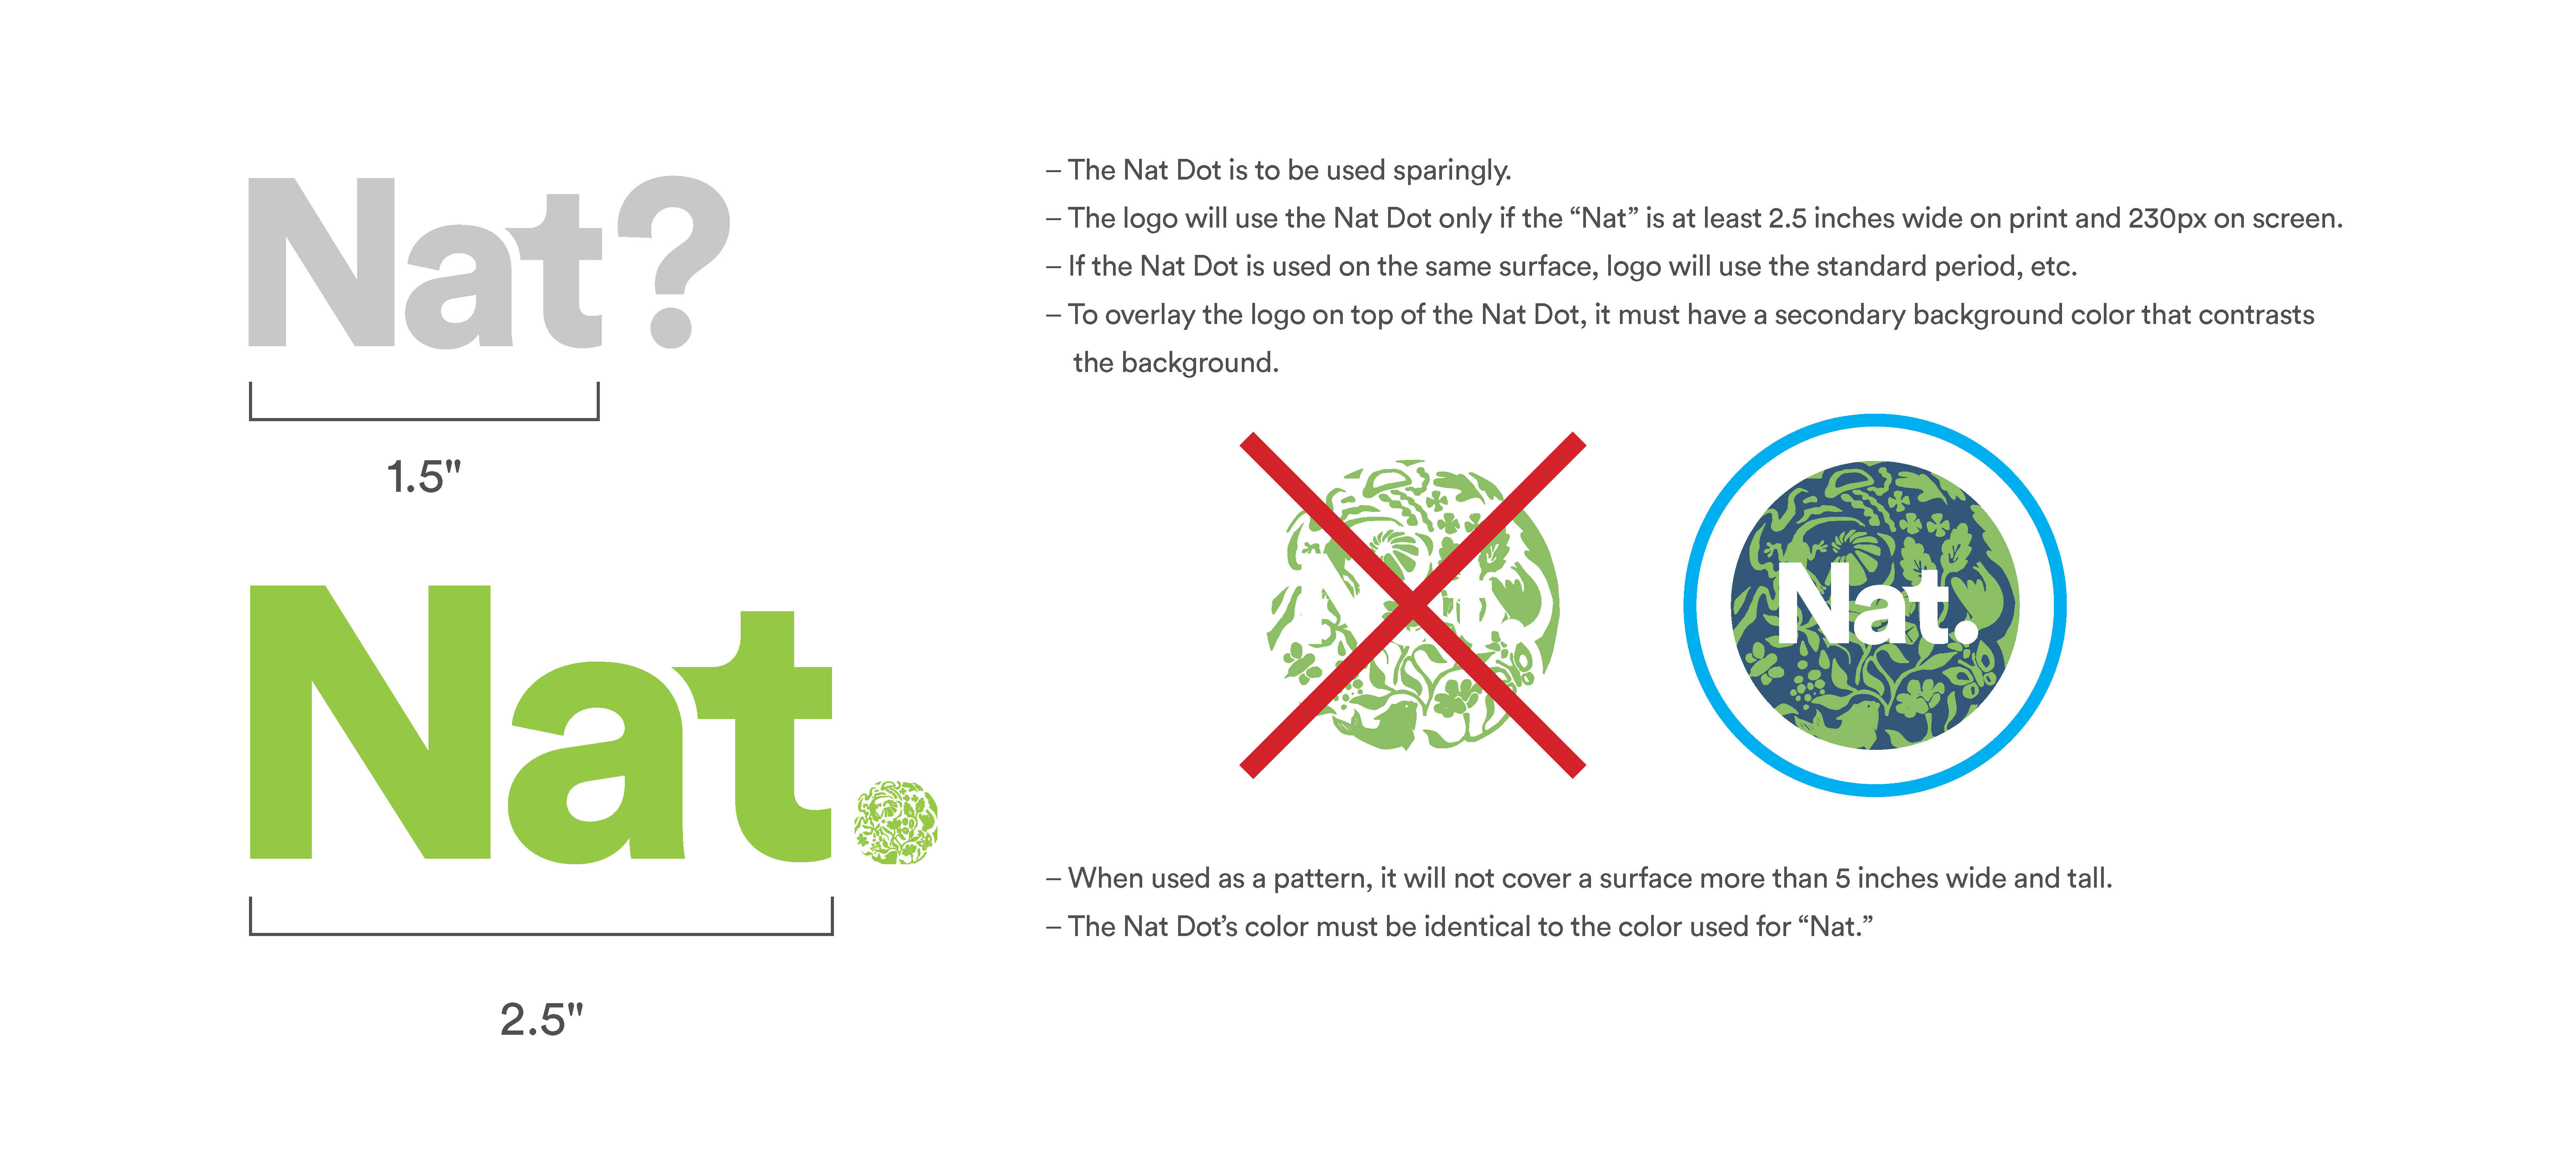 Nat?
1.5"
Nat.
2.5"
– The Nat Dot is to be used sparingly.
– The logo will use the Nat Dot only if the “Nat” is at least 2.5 inches wide on print and 230px on screen.
– If the Nat Dot is used on the same surface, logo will use the standard period, etc.
– To overlay the logo on top of the Nat Dot, it must have a secondary background color that contrasts
the background.
Nat.
– When used as a pattern, it will not cover a surface more than 5 inches wide and tall.
– The Nat Dot’s color must be identical to the color used for “Nat.”